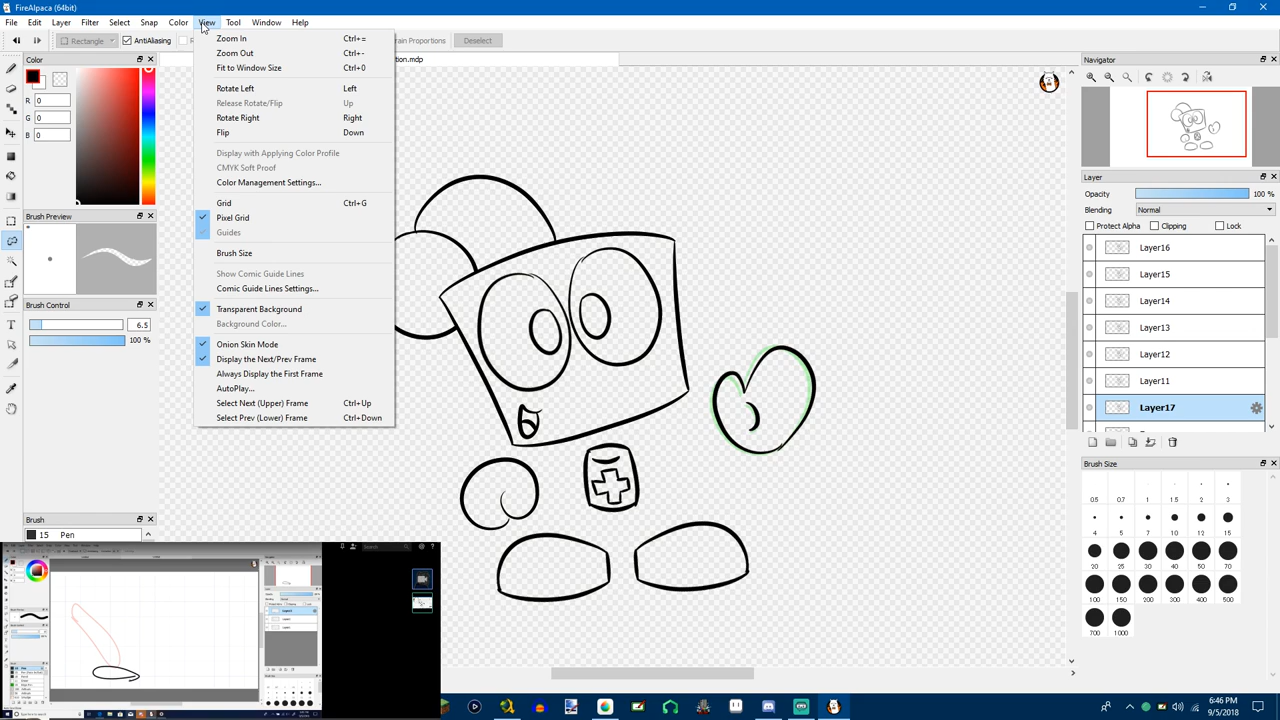 FireAlpaca (64bit)
File Edit Layer Filter Select Snap Color View Tool Window Help
Rectangle AntiAliasing R ain Proportions Deselect
Color
R 0
G 0
B 0
Brush Preview
Brush Control
6.5
100 %
Brush
15 Pen
Zoom In Ctrl+=
Zoom Out Ctrl+-
Fit to Window Size Ctrl+0
Rotate Left Left
Release Rotate/Flip Up
Rotate Right Right
Flip Down
Display with Applying Color Profile
CMYK Soft Proof
Color Management Settings...
Grid Ctrl+G
Pixel Grid
Guides
Brush Size
Show Comic Guide Lines
Comic Guide Lines Settings...
Transparent Background
Background Color...
Onion Skin Mode
Display the Next/Prev Frame
Always Display the First Frame
AutoPlay...
Select Next (Upper) Frame Ctrl+Up
Select Prev (Lower) Frame Ctrl+Down
tion.mdp
Navigator
Layer
Opacity 100 %
Blending Normal
Protect Alpha Clipping Lock
Layer16
Layer15
Layer14
Layer13
Layer12
Layer11
Layer17
Brush Size
0.5 0.7 1 1.5 2 3
4 5 7 10 12 15
20 25 30 40 50 70
100 150 200 300 400 500
700 1000
Search
6:46 PM
9/5/2018